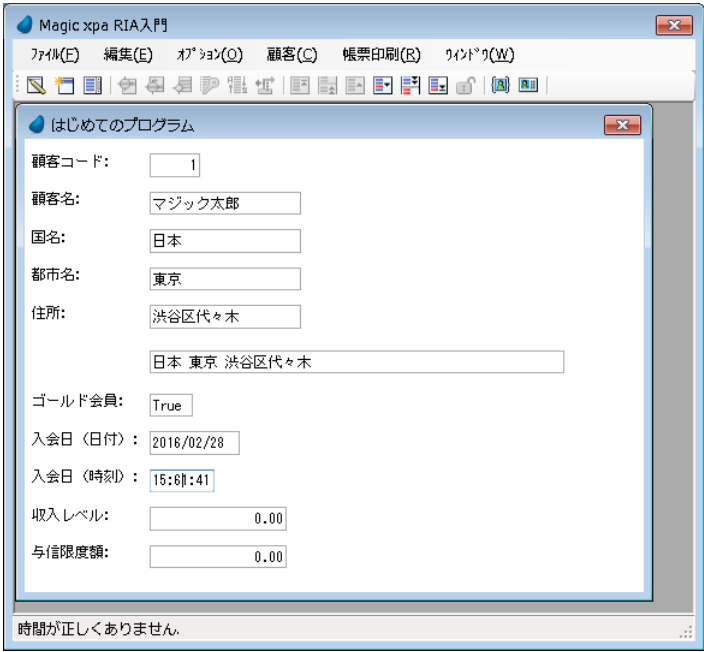 Magic xpa RIA入門
ファイル(F) 編集(E) オプション(O) 顧客(C) 帳票印刷(R) ウィンドウ(W)
はじめてのプログラム
顧客コード: 1
顧客名: マジック太郎
国名: 日本
都市名: 東京
住所: 渋谷区代々木
日本 東京 渋谷区代々木
ゴールド会員: True
入会日（日付）: 2016/02/28
入会日（時刻）: 15:61:41
収入レベル: 0.00
与信限度額: 0.00
時間が正しくありません.